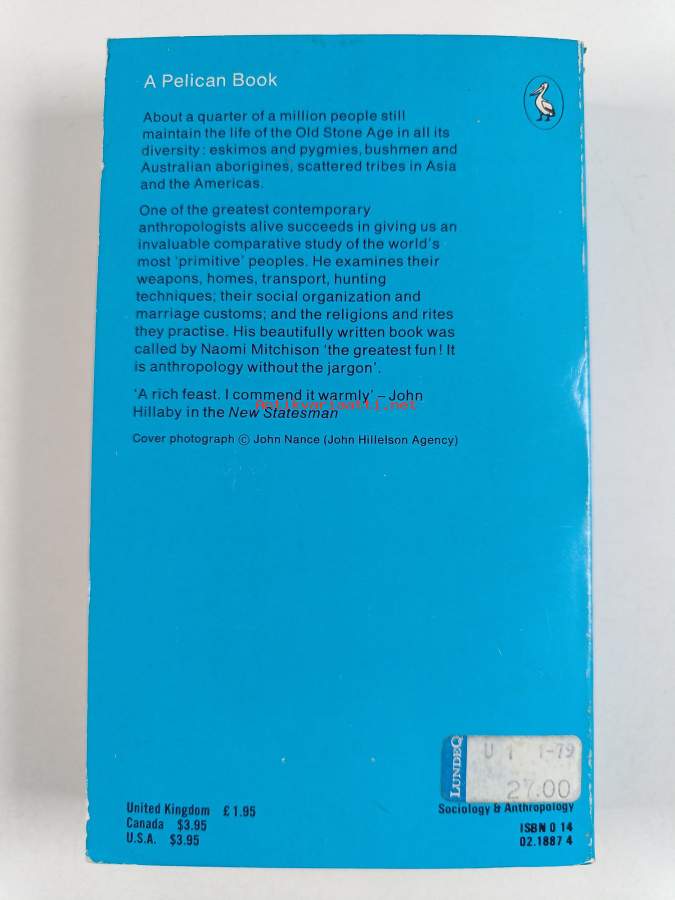 A Pelican Book
About a quarter of a million people still
maintain the life of the Old Stone Age in all its
diversity: eskimos and pygmies, bushmen and
Australian aborigines, scattered tribes in Asia
and the Americas.
One of the greatest contemporary
anthropologists alive succeeds in giving us an
invaluable comparative study of the world's
most 'primitive' peoples. He examines their
weapons, homes, transport, hunting
techniques; their social organization and
marriage customs; and the religions and rites
they practise. His beautifully written book was
called by Naomi Mitchison 'the greatest fun! It
is anthropology without the jargon'.
'A rich feast. I commend it warmly' – John
Hillaby in the New Statesman
Antikvariaatti.net
Cover photograph © John Nance (John Hillelson Agency)
LUNDEQ
U 1 1-79
27.00
United Kingdom £1.95
Canada $3.95
U.S.A. $3.95
Sociology & Anthropology
ISBN 0 14
02.1887 4